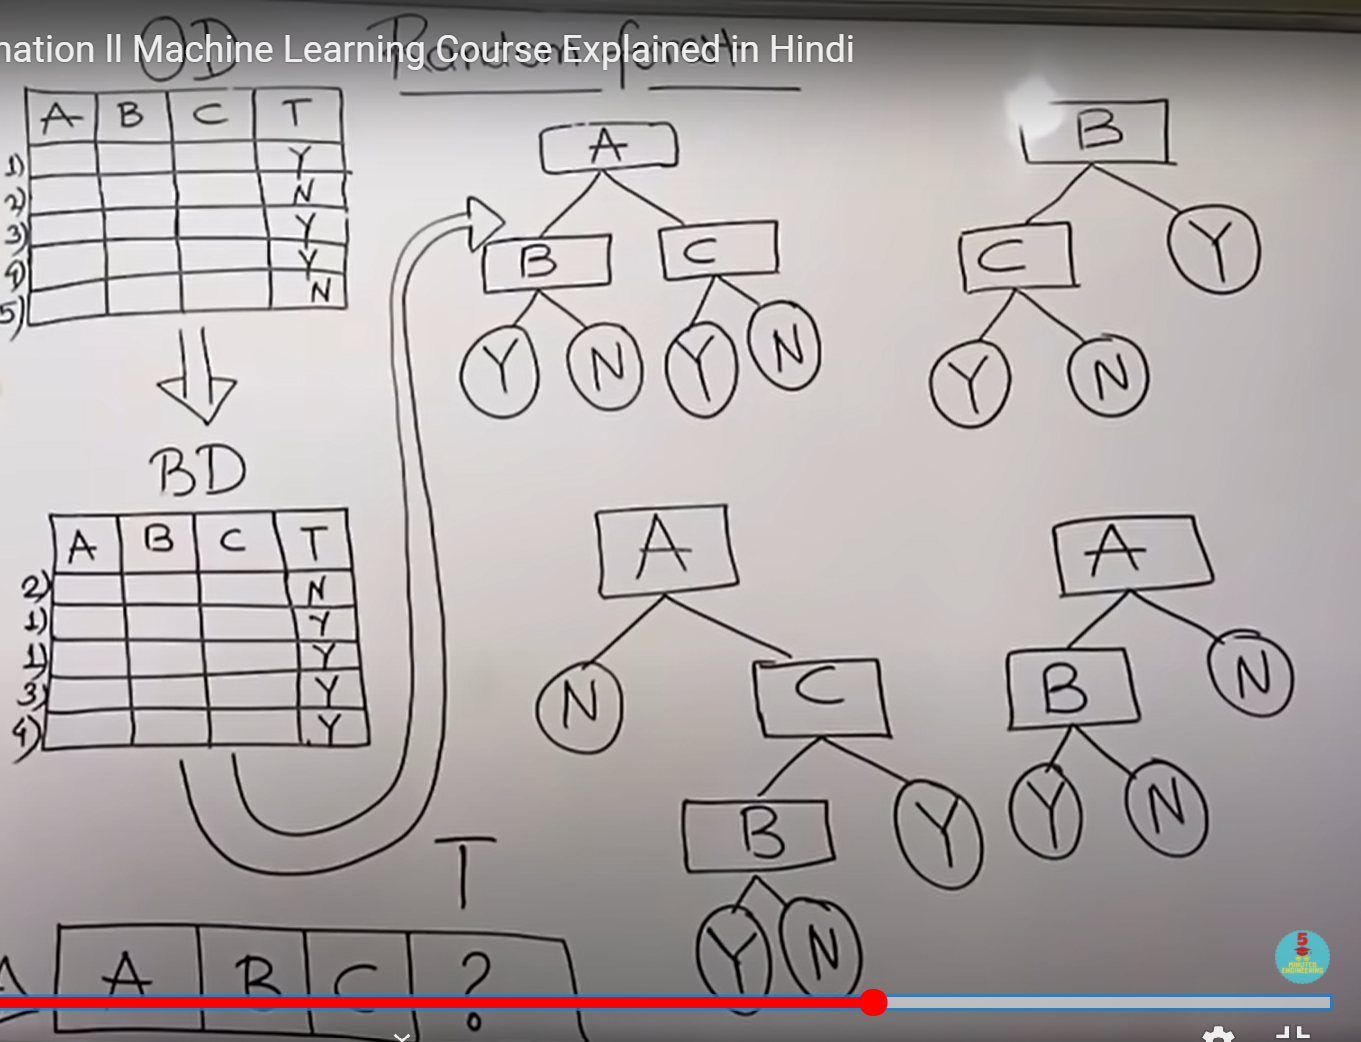 nation ll Machine Learning Course Explained in Hindi
OD
Random forest
A B C T
1) Y
2) N
3) Y
4) Y
5) N
BD
A B C T
2) N
1) Y
1) Y
3) Y
4) Y
A
B C
Y N Y N
B
C Y
Y N
A
N C
B Y
Y N
A
B N
Y N
T
A B C ?
5
MINUTES
ENGINEERING